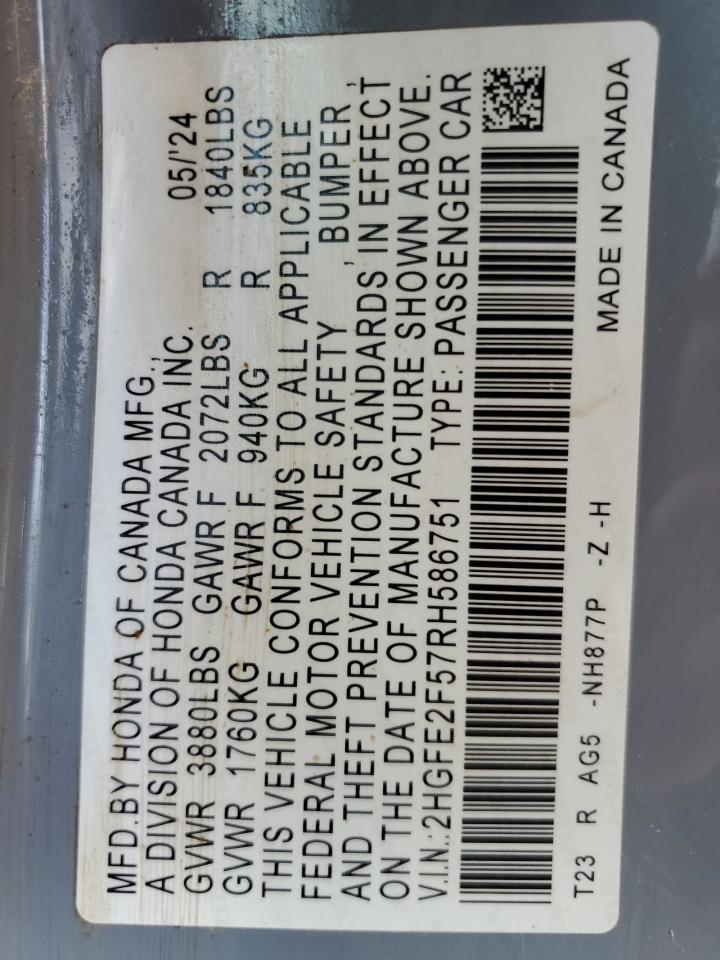 MFD. BY HONDA OF CANADA MFG.,
A DIVISION OF HONDA CANADA INC. 05/'24
GVWR 3880LBS GAWR F 2072LBS R 1840LBS
GVWR 1760KG GAWR F 940KG R 835KG
THIS VEHICLE CONFORMS TO ALL APPLICABLE
FEDERAL MOTOR VEHICLE SAFETY , BUMPER ,
AND THEFT PREVENTION STANDARDS IN EFFECT
ON THE DATE OF MANUFACTURE SHOWN ABOVE.
V.I.N.:2HGFE2F57RH586751 TYPE:PASSENGER CAR
T23 R AG5 -NH877P -Z -H MADE IN CANADA